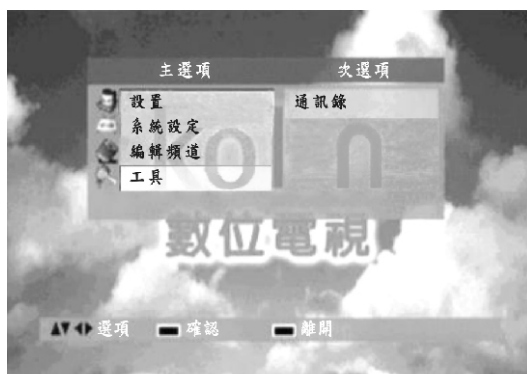 主選項 次選項
設置 通訊錄
系統設定
編輯頻道
工具
kolin
數位電視
選項 確認 離開